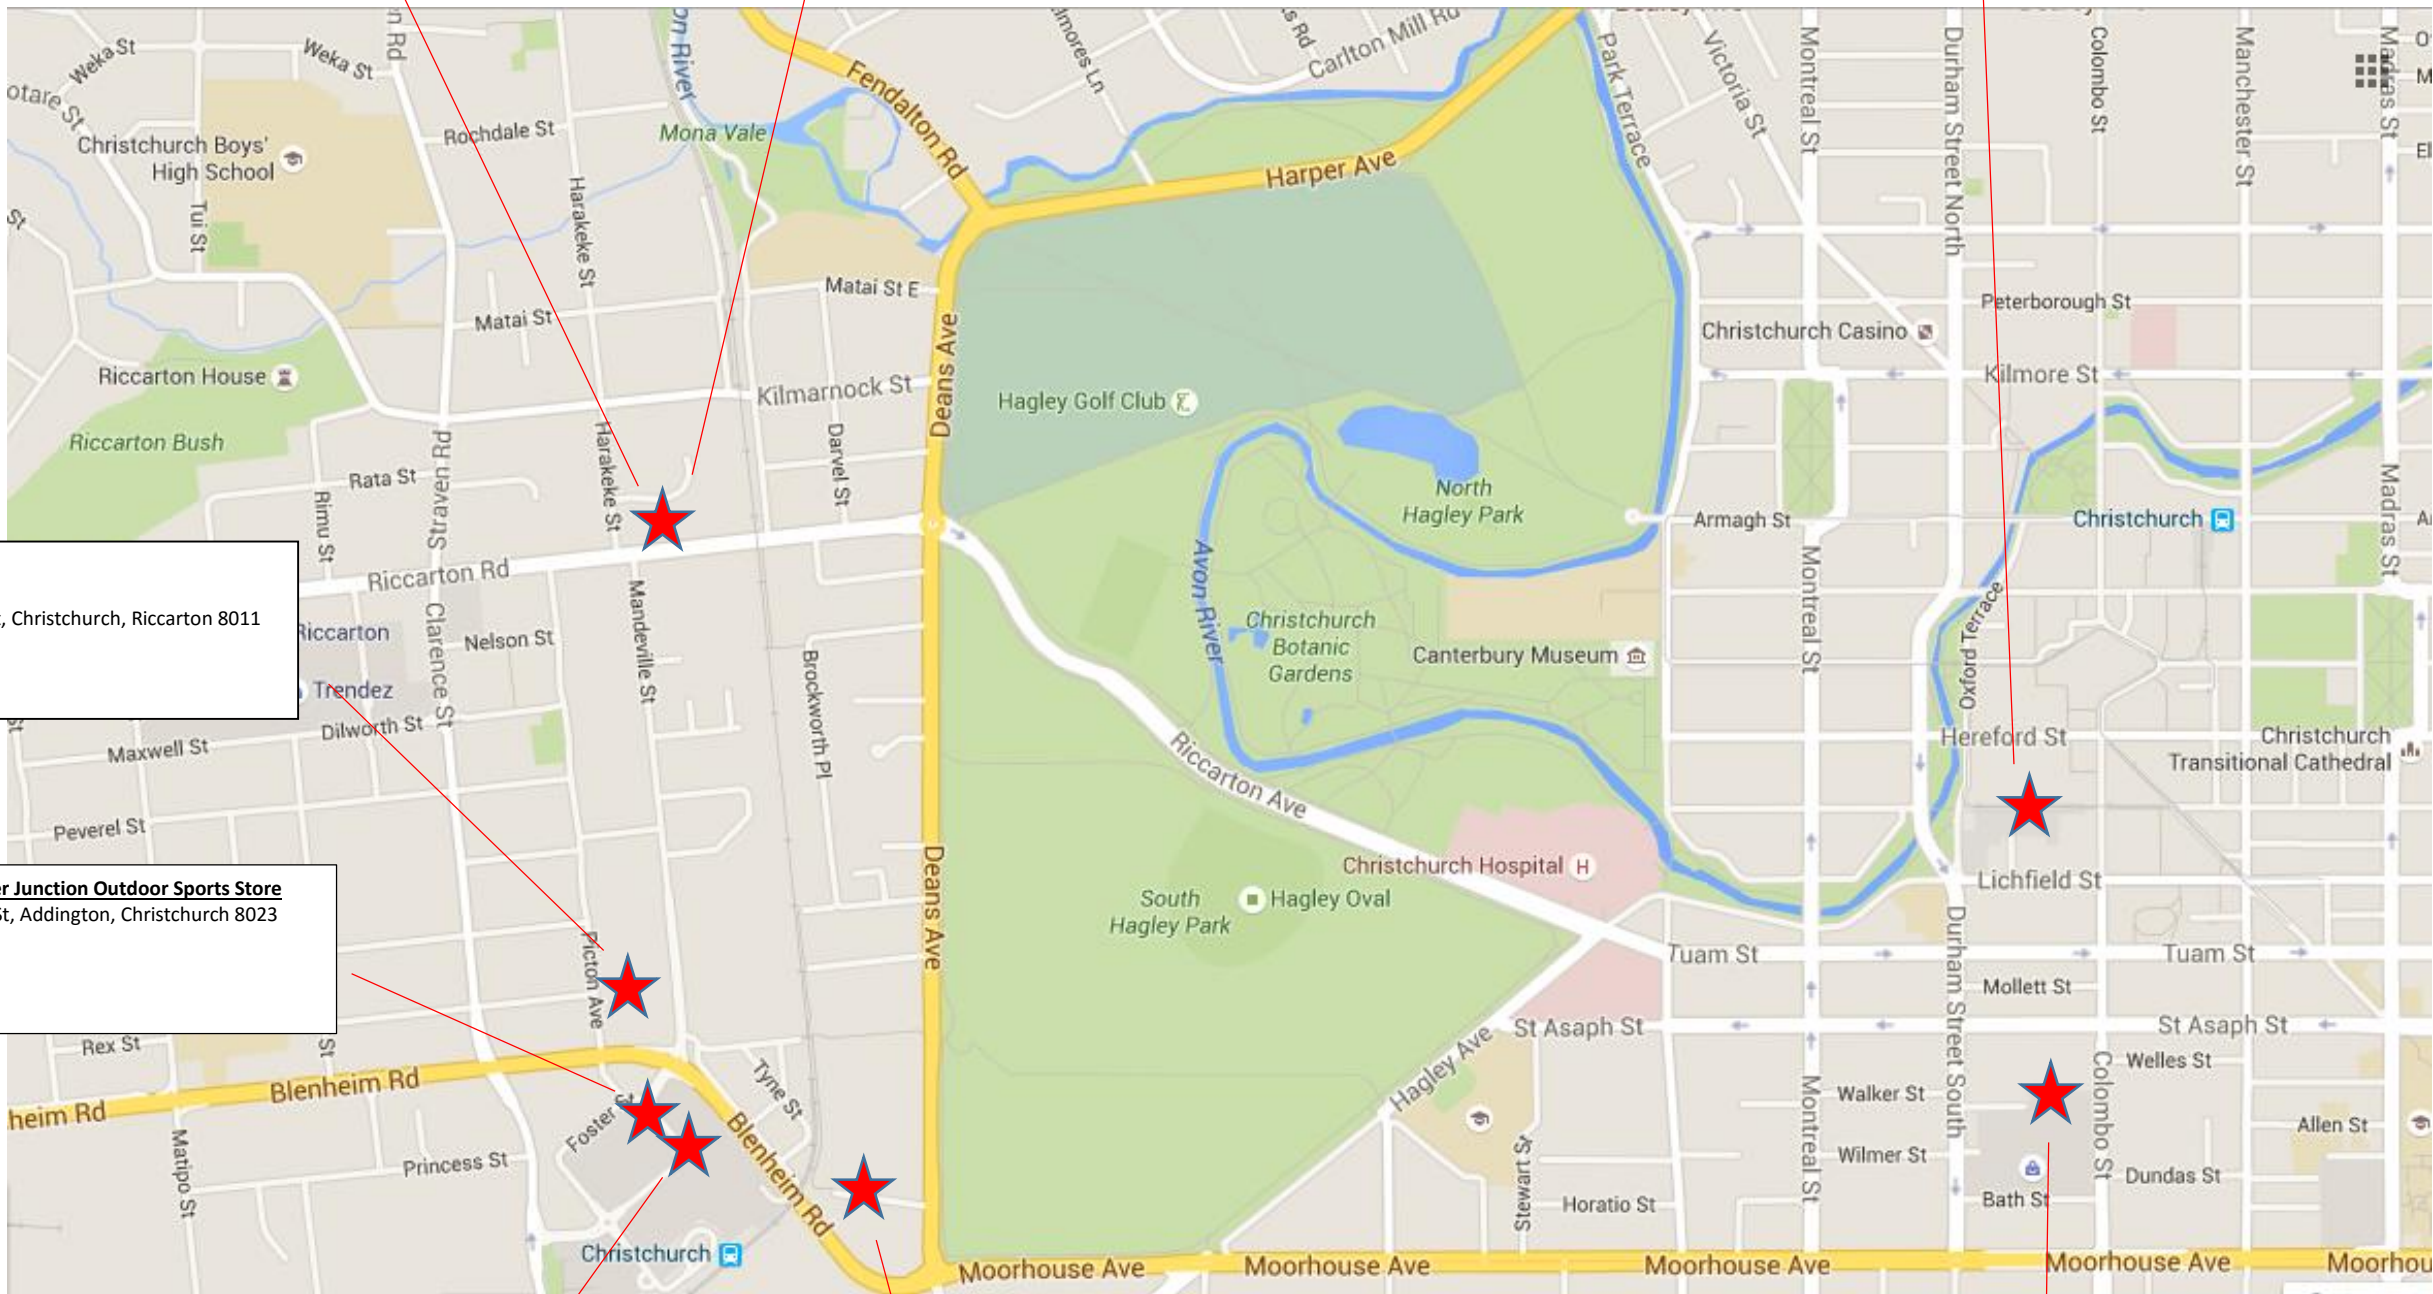 Weka St
Weka St
Fendalton Rd
Carlton Mill Rd
Park Terrace
Victoria St
Montreal St
Durham Street North
Colombo St
Manchester St
Madras St
Christchurch Boys'
High School
Rochdale St
Mona Vale
Harper Ave
Tui St
Harakeke St
Matai St
Matai St E
Peterborough St
Christchurch Casino
Riccarton House
Kilmarnock St
Deans Ave
Hagley Golf Club
Kilmore St
Riccarton Bush
Straven Rd
Harakeke St
Darvel St
Rata St
Rimu St
North
Hagley Park
Armagh St
Christchurch
Madras St
Riccarton Rd
Avon River
Montreal St
, Christchurch, Riccarton 8011
Riccarton
Clarence St
Nelson St
Mandeville St
Brockworth Pl
Christchurch
Botanic
Gardens
Canterbury Museum
Oxford Terrace
Trendez
Dilworth St
Maxwell St
Riccarton Ave
Hereford St
Christchurch
Transitional Cathedral
Peverel St
Deans Ave
Christchurch Hospital
H
Lichfield St
er Junction Outdoor Sports Store
St, Addington, Christchurch 8023
South
Hagley Park
Hagley Oval
Picton Ave
Tuam St
Tuam St
Durham Street South
Mollett St
Rex St
St
St Asaph St
St Asaph St
Blenheim Rd
heim Rd
Tyne St
Hagley Ave
Walker St
Colombo St
Welles St
Foster St
Blenheim Rd
Montreal St
Allen St
Matipo St
Princess St
Stewart St
Wilmer St
Dundas St
Horatio St
Bath St
Christchurch
Moorhouse Ave
Moorhouse Ave
Moorhouse Ave
Moorhouse Ave
Moorhou